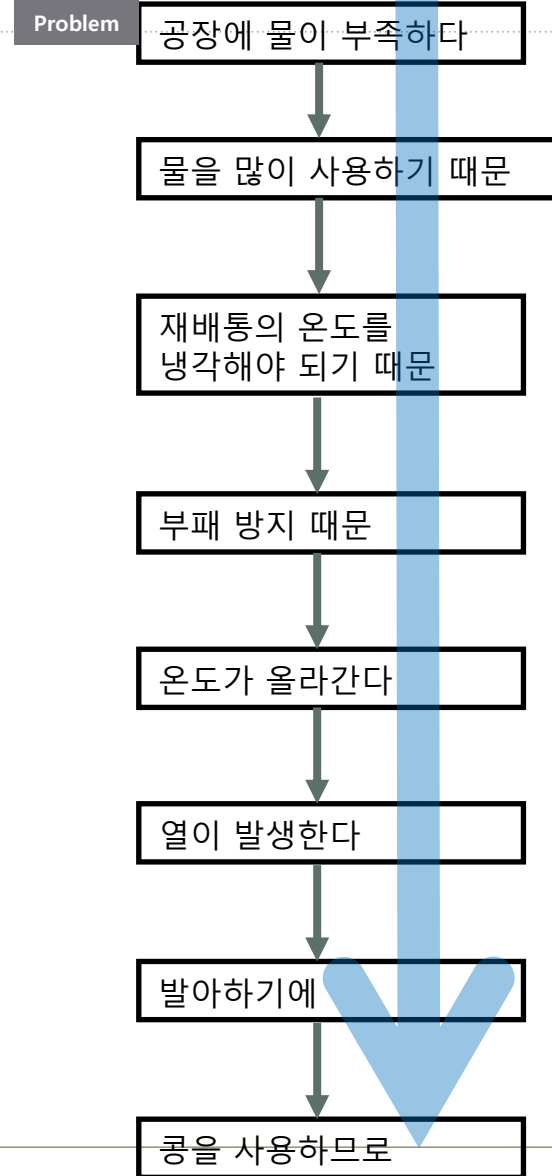 Problem
공장에 물이 부족하다
물을 많이 사용하기 때문
재배통의 온도를
냉각해야 되기 때문
부패 방지 때문
온도가 올라간다
열이 발생한다
발아하기에
콩을 사용하므로